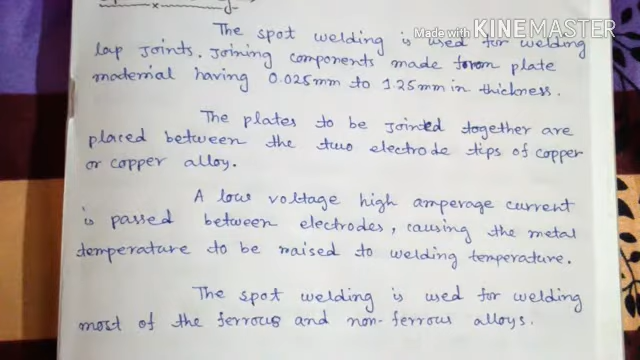 Made with KINEMASTER
The spot welding is used for welding
lap joints. Joining components made from plate
material having 0.025mm to 1.25mm in thickness.
The plates to be jointed together are
placed between the two electrode tips of copper
or copper alloy.
A low voltage high amperage current
is passed between electrodes, causing the metal
temperature to be raised to welding temperature.
The spot welding is used for welding
most of the ferrous and non-ferrous alloys.